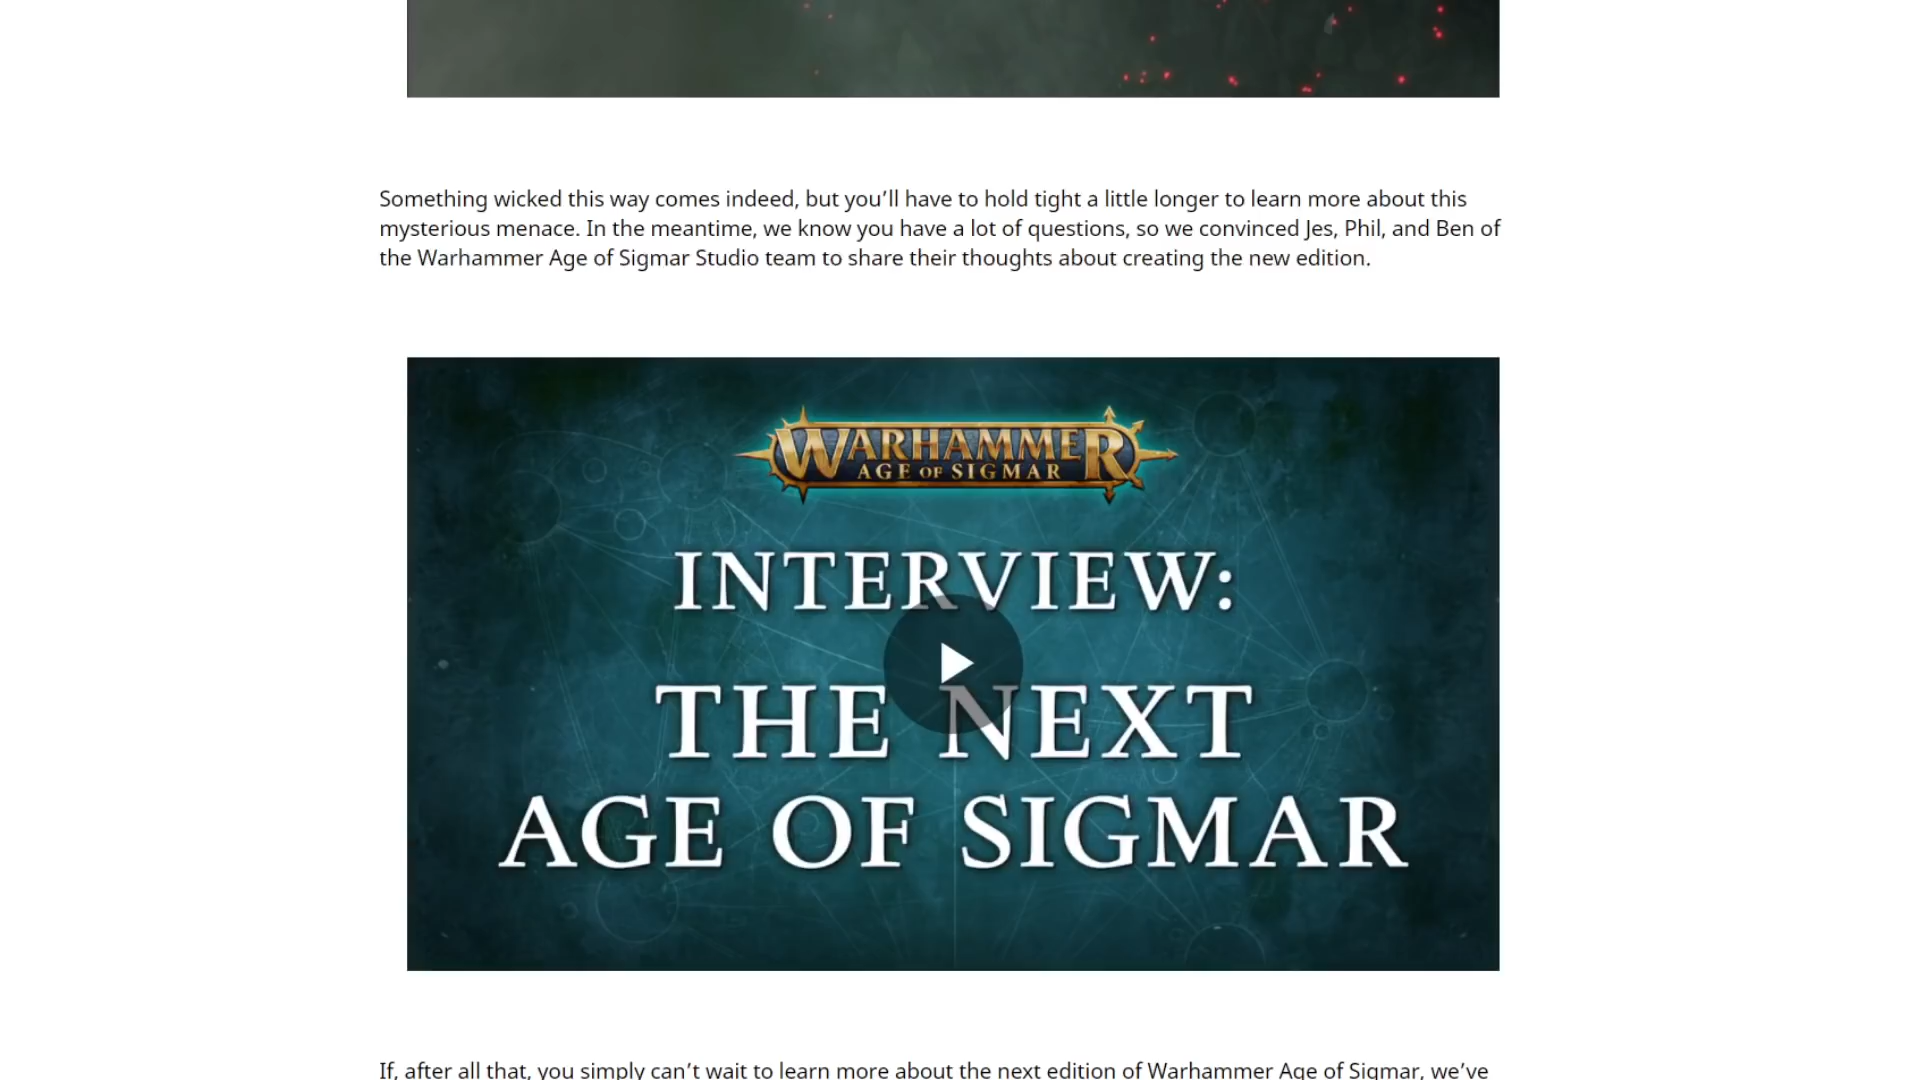 Something wicked this way comes indeed, but you’ll have to hold tight a little longer to learn more about this
mysterious menace. In the meantime, we know you have a lot of questions, so we convinced Jes, Phil, and Ben of
the Warhammer Age of Sigmar Studio team to share their thoughts about creating the new edition.
WARHAMMER
AGE OF SIGMAR
INTERVIEW:
THE NEXT
AGE OF SIGMAR
If, after all that, you simply can’t wait to learn more about the next edition of Warhammer Age of Sigmar, we’ve